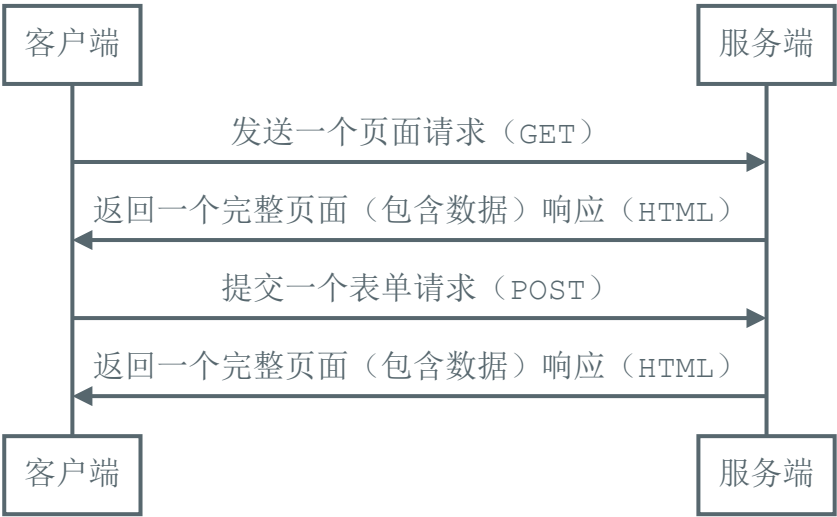 客户端
服务端
发送一个页面请求（GET）
返回一个完整页面（包含数据）响应（HTML）
提交一个表单请求（POST）
返回一个完整页面（包含数据）响应（HTML）
客户端
服务端